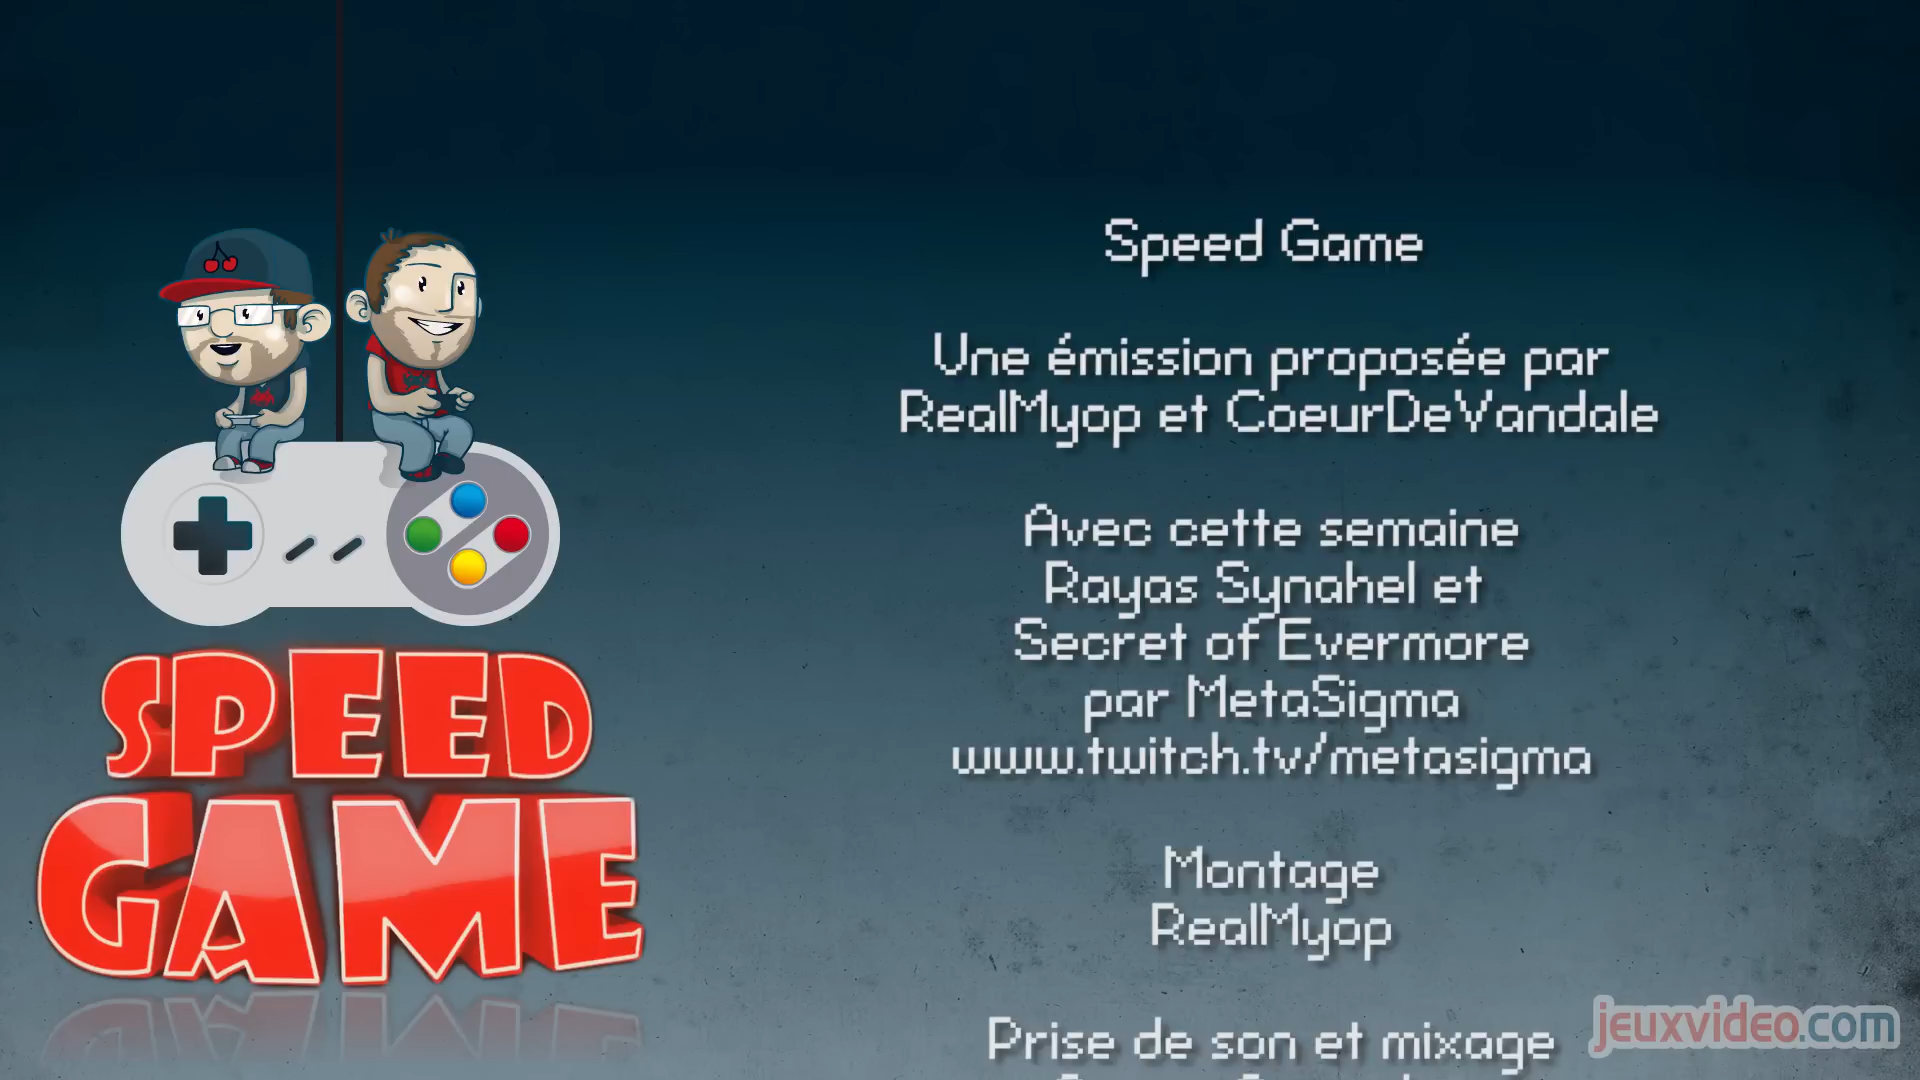 Speed Game
Une émission proposée par
RealMyop et CoeurDeVandale
Avec cette semaine
Rayas Synahel et
Secret of Evermore
par MetaSigma
www.twitch.tv/metasigma
Montage
RealMyop
Prise de son et mixage
SPEED
GAME
jeuxvideo.com